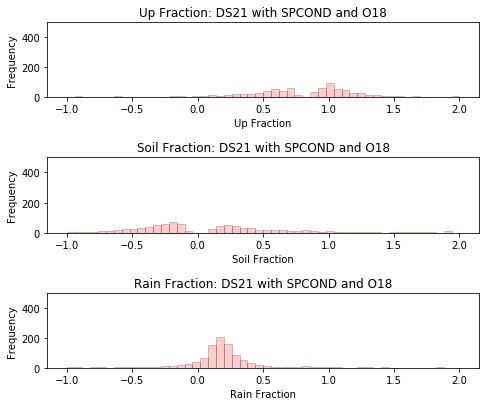 Up Fraction: DS21 with SPCOND and O18
400
200
0
Frequency
−1.0 −0.5 0.0 0.5 1.0 1.5 2.0
Up Fraction
Soil Fraction: DS21 with SPCOND and O18
400
200
0
Frequency
−1.0 −0.5 0.0 0.5 1.0 1.5 2.0
Soil Fraction
Rain Fraction: DS21 with SPCOND and O18
400
200
0
Frequency
−1.0 −0.5 0.0 0.5 1.0 1.5 2.0
Rain Fraction